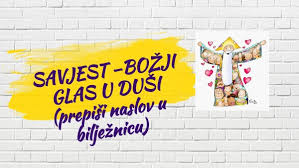 SAVJEST –BOŽJI
GLAS U DUŠI
(prepiši naslov u
bilježnicu)